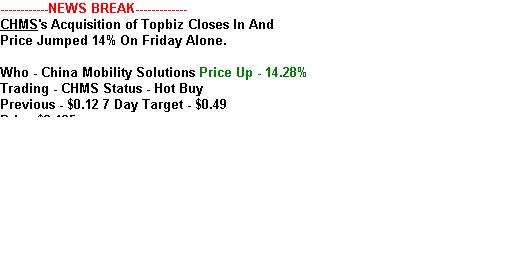 ------------NEWS BREAK-------------
CHMS's Acquisition of Topbiz Closes In And
Price Jumped 14% On Friday Alone.
Who - China Mobility Solutions Price Up - 14.28%
Trading - CHMS Status - Hot Buy
Previous - $0.12 7 Day Target - $0.49